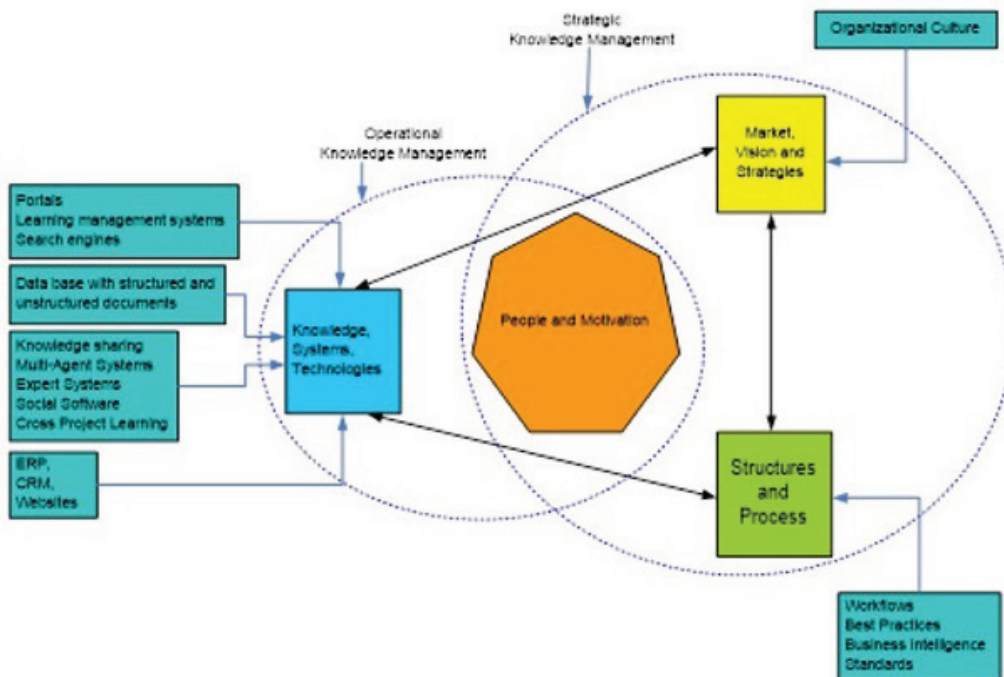 Strategic
Knowledge Management
Organizational Culture
Operational
Knowledge Management
Market,
Vision and
Strategies
Portals
Learning management systems
Search engines
Data base with structured and
unstructured documents
Knowledge sharing
Multi-Agent Systems
Expert Systems
Social Software
Cross Project Learning
ERP,
CRM,
Websites
Knowledge,
Systems,
Technologies
People and Motivation
Structures
and
Process
Workflows
Best Practices
Business Intelligence
Standards